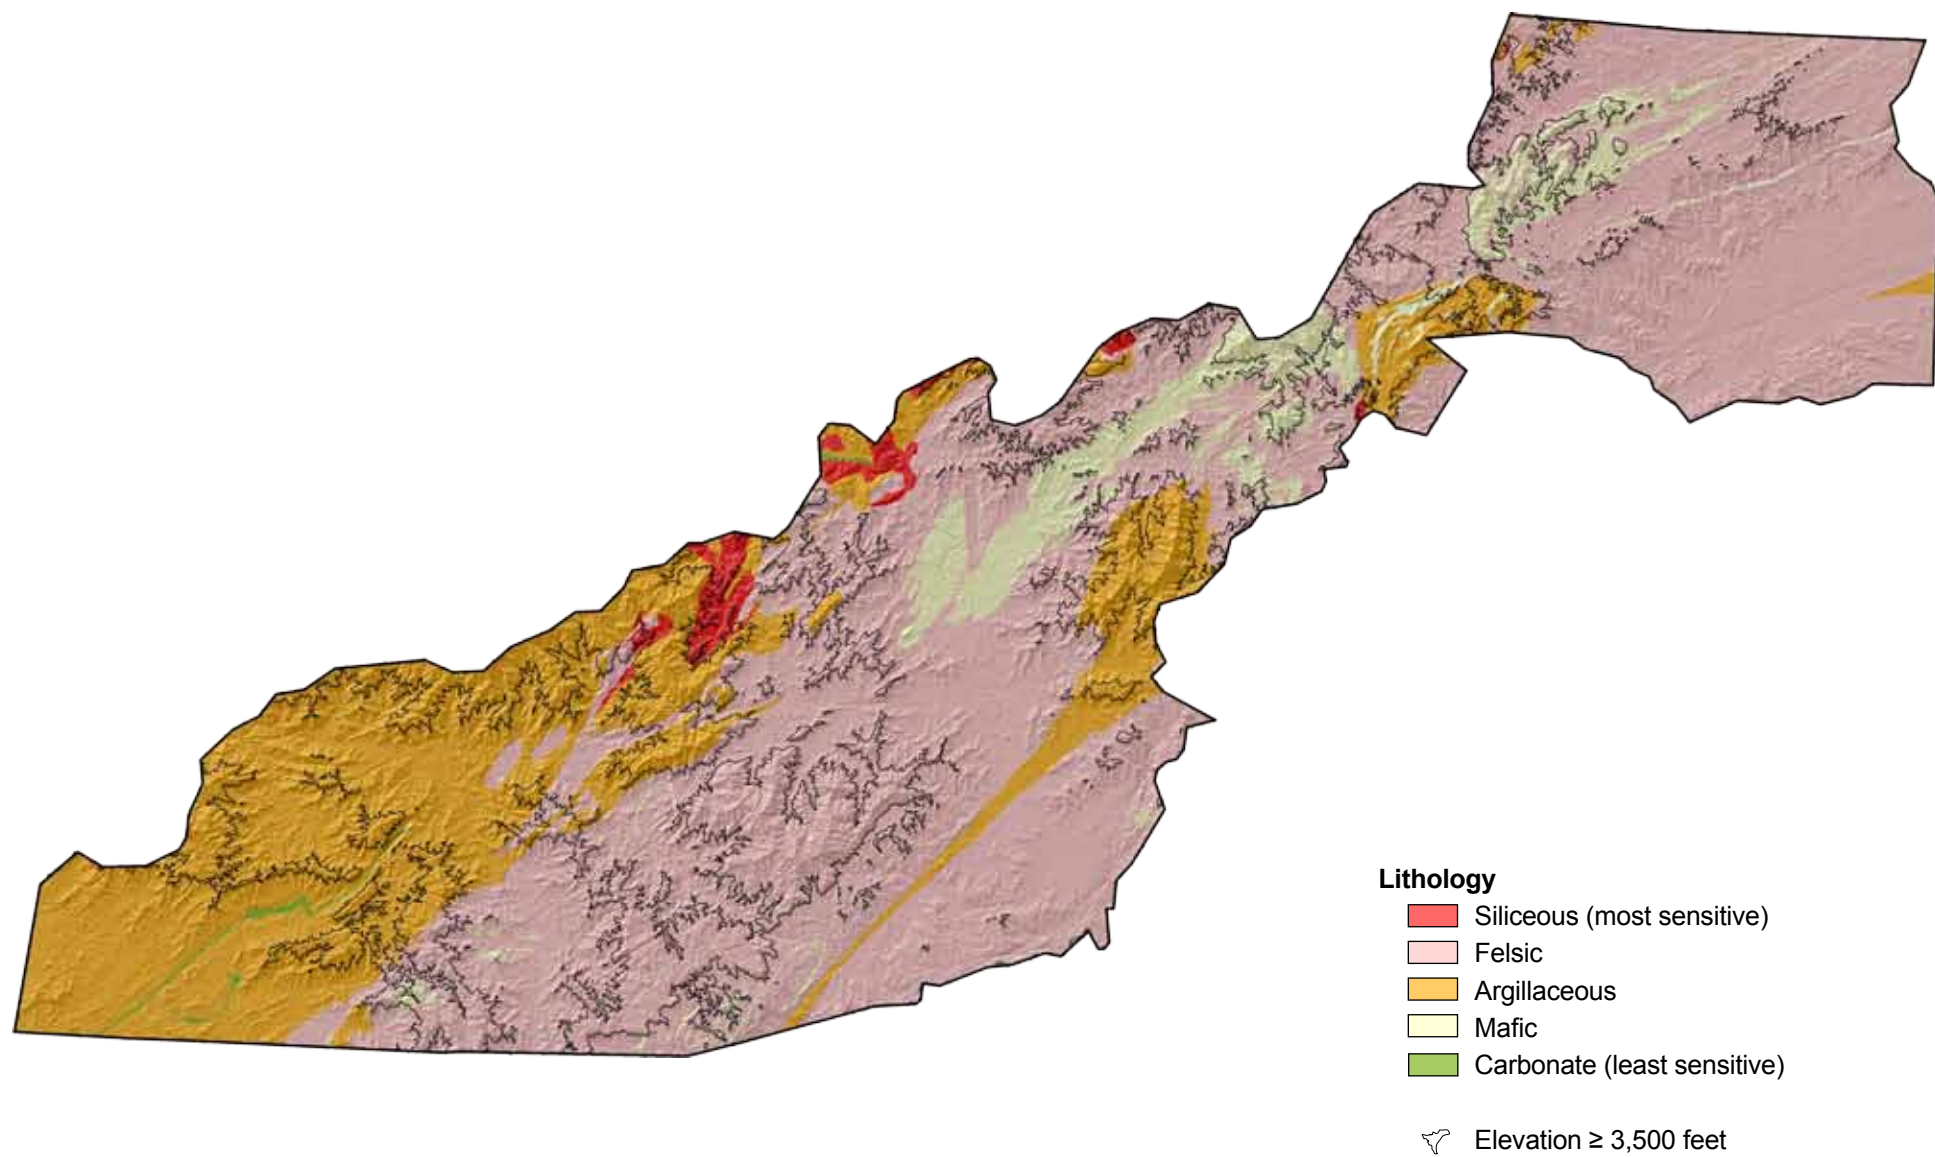 Lithology
Siliceous (most sensitive)
Felsic
Argillaceous
Mafic
Carbonate (least sensitive)
Elevation ≥ 3,500 feet